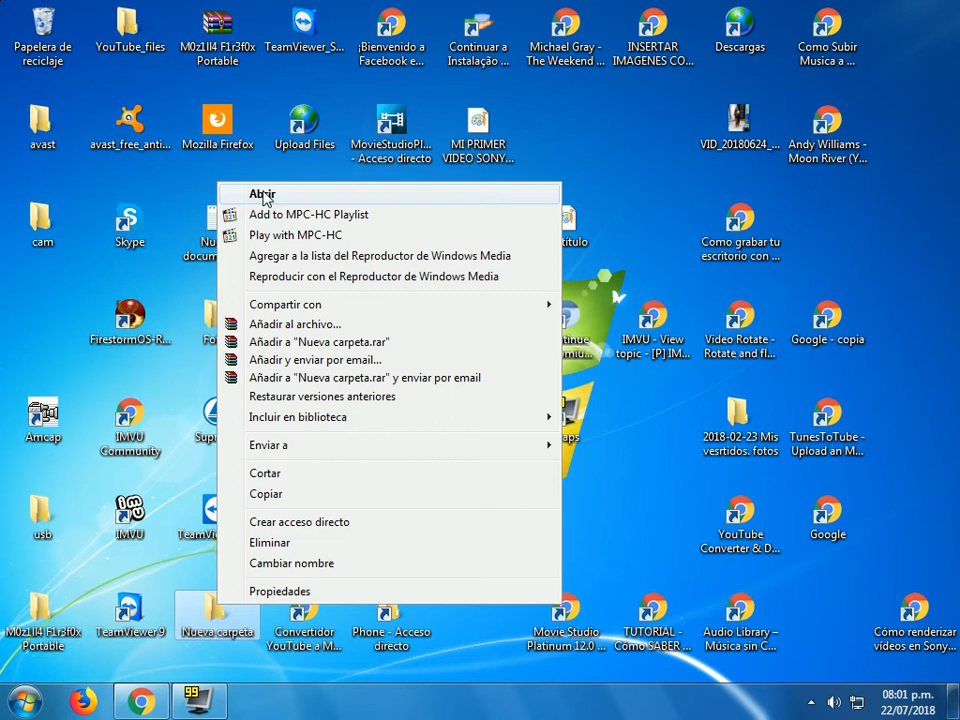 Papelera de
reciclaje
YouTube_files
M0z1ll4 F1r3f0x
Portable
TeamViewer_S...
¡Bienvenido a
Facebook e...
Continuar a
Instalação ...
Michael Gray -
The Weekend ...
INSERTAR
IMAGENES CO...
Descargas
Como Subir
Musica a ...
avast
avast_free_anti...
Mozilla Firefox
Upload Files
MovieStudioPl...
- Acceso directo
MI PRIMER
VIDEO SONY...
VID_20180624_...
Andy Williams -
Moon River (Y...
Abrir
Add to MPC-HC Playlist
Play with MPC-HC
Agregar a la lista del Reproductor de Windows Media
Reproducir con el Reproductor de Windows Media
Compartir con
Añadir al archivo...
Añadir a "Nueva carpeta.rar"
Añadir y enviar por email...
Añadir a "Nueva carpeta.rar" y enviar por email
Restaurar versiones anteriores
Incluir en biblioteca
Enviar a
Cortar
Copiar
Crear acceso directo
Eliminar
Cambiar nombre
Propiedades
cam
Skype
Como grabar tu
escritorio con ...
FirestormOS-R...
IMVU - View
topic - [P] IM...
Video Rotate -
Rotate and fl...
Google - copia
Amcap
IMVU
Community
2018-02-23 Mis
vesrtidos. fotos
TunesToTube -
Upload an M...
usb
IMVU
YouTube
Converter & D...
Google
M0z1ll4 F1r3f0x
Portable
TeamViewer 9
Nueva carpeta
Convertidor
YouTube a M...
Phone - Acceso
directo
Movie Studio
Platinum 12.0 ...
TUTORIAL -
Cómo SABER ...
Audio Library –
Música sin C...
Cómo renderizar
videos en Sony...
99
08:01 p.m.
22/07/2018